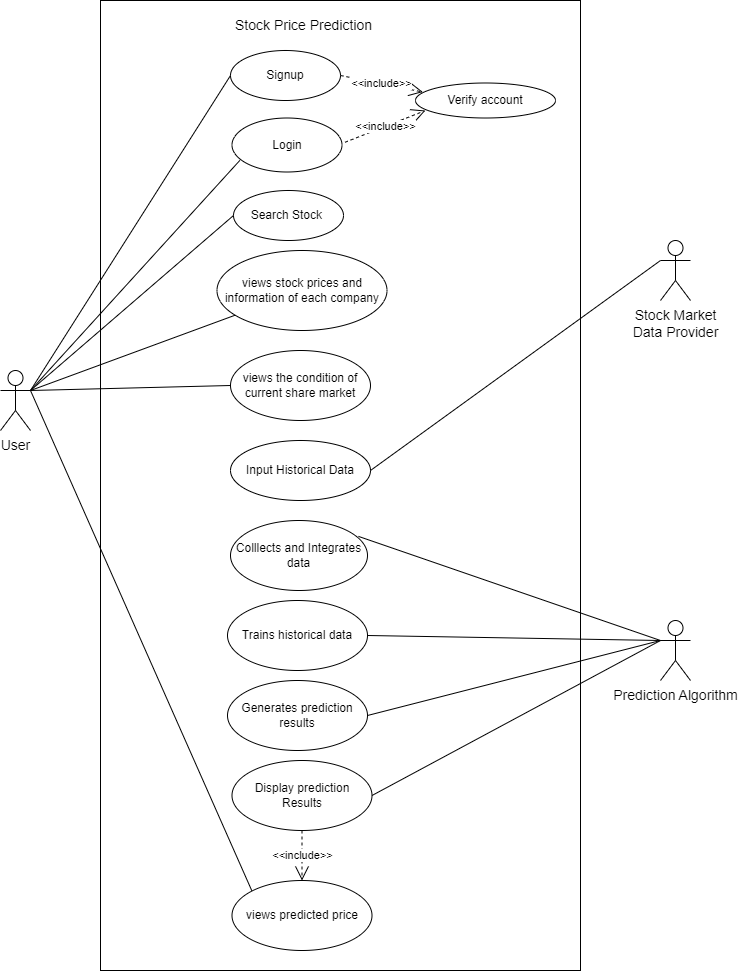 Stock Price Prediction
Signup
<<include>>
Verify account
<<include>>
Login
Search Stock
views stock prices and
information of each company
Stock Market
Data Provider
views the condition of
current share market
User
Input Historical Data
Colllects and Integrates
data
Trains historical data
Prediction Algorithm
Generates prediction
results
Display prediction
Results
<<include>>
views predicted price